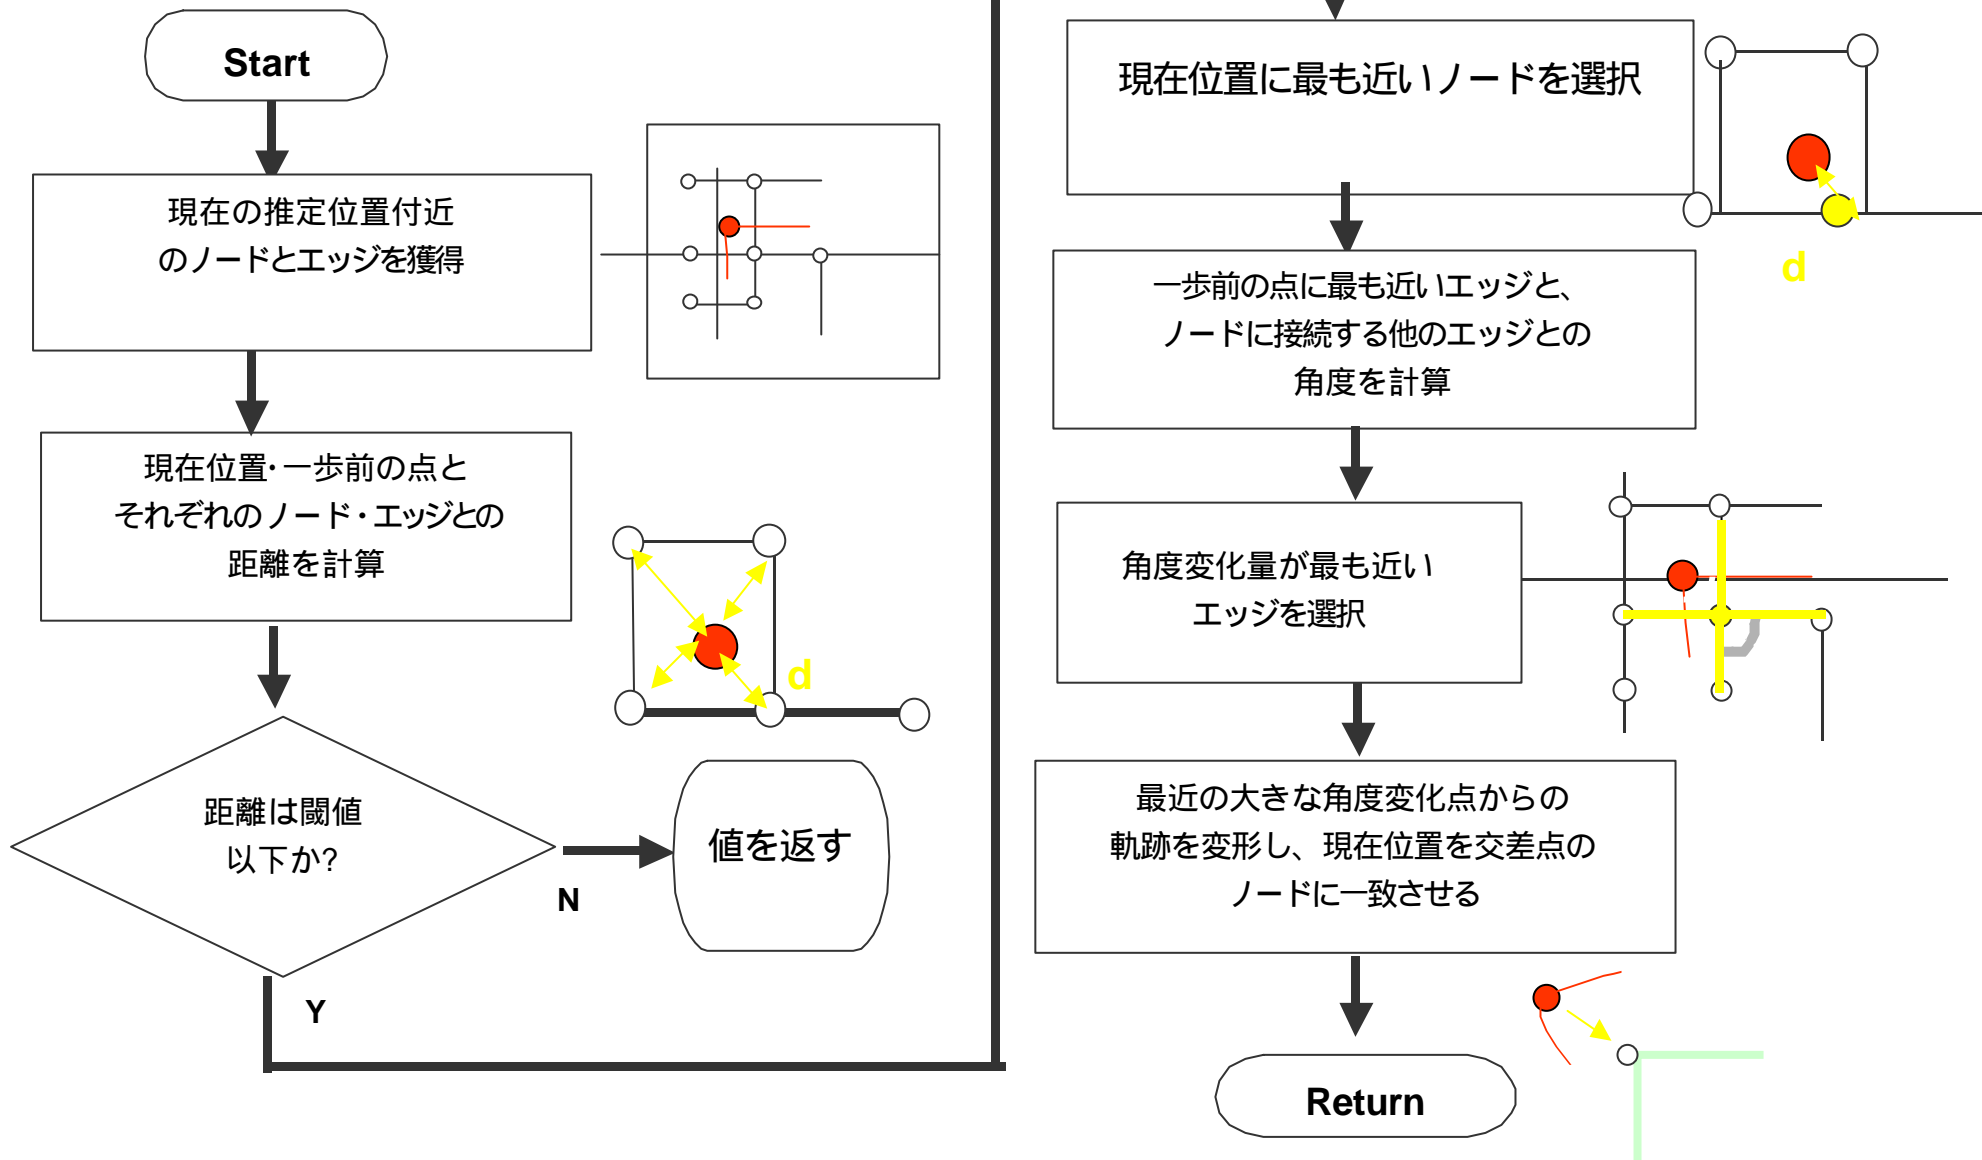 Start
現在の推定位置付近
のノードとエッジを獲得
現在位置・一歩前の点と
それぞれのノード・エッジとの
距離を計算
d
距離は閾値
以下か?
N
値を返す
Y
現在位置に最も近いノードを選択
d
一歩前の点に最も近いエッジと、
ノードに接続する他のエッジとの
角度を計算
角度変化量が最も近い
エッジを選択
最近の大きな角度変化点からの
軌跡を変形し、現在位置を交差点の
ノードに一致させる
Return